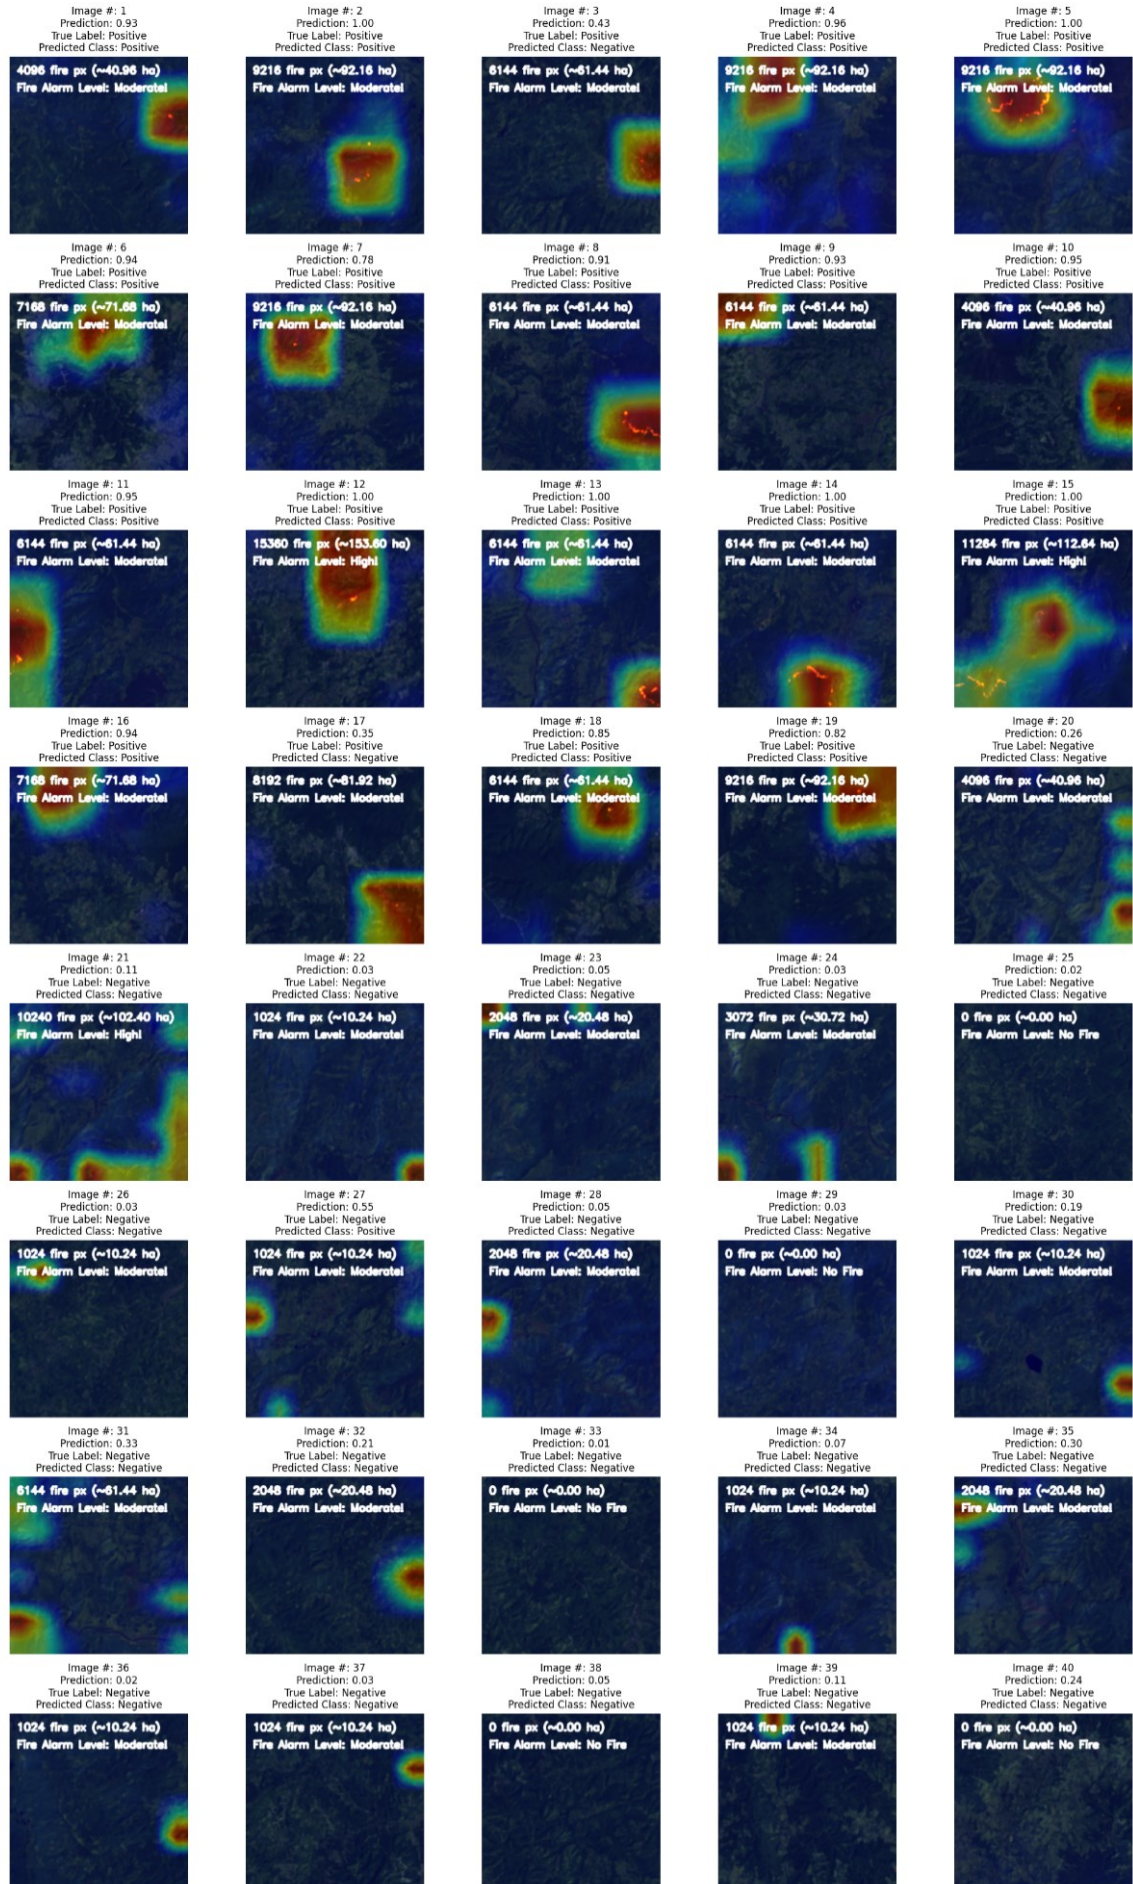 Image #: 1
Prediction: 0.93
True Label: Positive
Predicted Class: Positive
4096 fire px (~40.96 ha)
Fire Alarm Level: Moderate!
Image #: 2
Prediction: 1.00
True Label: Positive
Predicted Class: Positive
9216 fire px (~92.16 ha)
Fire Alarm Level: Moderate!
Image #: 3
Prediction: 0.43
True Label: Positive
Predicted Class: Negative
6144 fire px (~61.44 ha)
Fire Alarm Level: Moderate!
Image #: 4
Prediction: 0.96
True Label: Positive
Predicted Class: Positive
9216 fire px (~92.16 ha)
Fire Alarm Level: Moderate!
Image #: 5
Prediction: 1.00
True Label: Positive
Predicted Class: Positive
9216 fire px (~92.16 ha)
Fire Alarm Level: Moderate!
Image #: 6
Prediction: 0.94
True Label: Positive
Predicted Class: Positive
7168 fire px (~71.68 ha)
Fire Alarm Level: Moderate!
Image #: 7
Prediction: 0.78
True Label: Positive
Predicted Class: Positive
9216 fire px (~92.16 ha)
Fire Alarm Level: Moderate!
Image #: 8
Prediction: 0.91
True Label: Positive
Predicted Class: Positive
6144 fire px (~61.44 ha)
Fire Alarm Level: Moderate!
Image #: 9
Prediction: 0.93
True Label: Positive
Predicted Class: Positive
6144 fire px (~61.44 ha)
Fire Alarm Level: Moderate!
Image #: 10
Prediction: 0.95
True Label: Positive
Predicted Class: Positive
4096 fire px (~40.96 ha)
Fire Alarm Level: Moderate!
Image #: 11
Prediction: 0.95
True Label: Positive
Predicted Class: Positive
6144 fire px (~61.44 ha)
Fire Alarm Level: Moderate!
Image #: 12
Prediction: 1.00
True Label: Positive
Predicted Class: Positive
15360 fire px (~153.60 ha)
Fire Alarm Level: High!
Image #: 13
Prediction: 1.00
True Label: Positive
Predicted Class: Positive
6144 fire px (~61.44 ha)
Fire Alarm Level: Moderate!
Image #: 14
Prediction: 1.00
True Label: Positive
Predicted Class: Positive
6144 fire px (~61.44 ha)
Fire Alarm Level: Moderate!
Image #: 15
Prediction: 1.00
True Label: Positive
Predicted Class: Positive
11264 fire px (~112.64 ha)
Fire Alarm Level: High!
Image #: 16
Prediction: 0.94
True Label: Positive
Predicted Class: Positive
7168 fire px (~71.68 ha)
Fire Alarm Level: Moderate!
Image #: 17
Prediction: 0.35
True Label: Positive
Predicted Class: Negative
8192 fire px (~81.92 ha)
Fire Alarm Level: Moderate!
Image #: 18
Prediction: 0.85
True Label: Positive
Predicted Class: Positive
6144 fire px (~61.44 ha)
Fire Alarm Level: Moderate!
Image #: 19
Prediction: 0.82
True Label: Positive
Predicted Class: Positive
9216 fire px (~92.16 ha)
Fire Alarm Level: Moderate!
Image #: 20
Prediction: 0.26
True Label: Negative
Predicted Class: Negative
4096 fire px (~40.96 ha)
Fire Alarm Level: Moderate!
Image #: 21
Prediction: 0.11
True Label: Negative
Predicted Class: Negative
10240 fire px (~102.40 ha)
Fire Alarm Level: High!
Image #: 22
Prediction: 0.03
True Label: Negative
Predicted Class: Negative
1024 fire px (~10.24 ha)
Fire Alarm Level: Moderate!
Image #: 23
Prediction: 0.05
True Label: Negative
Predicted Class: Negative
2048 fire px (~20.48 ha)
Fire Alarm Level: Moderate!
Image #: 24
Prediction: 0.03
True Label: Negative
Predicted Class: Negative
3072 fire px (~30.72 ha)
Fire Alarm Level: Moderate!
Image #: 25
Prediction: 0.02
True Label: Negative
Predicted Class: Negative
0 fire px (~0.00 ha)
Fire Alarm Level: No Fire
Image #: 26
Prediction: 0.03
True Label: Negative
Predicted Class: Negative
1024 fire px (~10.24 ha)
Fire Alarm Level: Moderate!
Image #: 27
Prediction: 0.55
True Label: Negative
Predicted Class: Positive
1024 fire px (~10.24 ha)
Fire Alarm Level: Moderate!
Image #: 28
Prediction: 0.05
True Label: Negative
Predicted Class: Negative
2048 fire px (~20.48 ha)
Fire Alarm Level: Moderate!
Image #: 29
Prediction: 0.03
True Label: Negative
Predicted Class: Negative
0 fire px (~0.00 ha)
Fire Alarm Level: No Fire
Image #: 30
Prediction: 0.19
True Label: Negative
Predicted Class: Negative
1024 fire px (~10.24 ha)
Fire Alarm Level: Moderate!
Image #: 31
Prediction: 0.33
True Label: Negative
Predicted Class: Negative
6144 fire px (~61.44 ha)
Fire Alarm Level: Moderate!
Image #: 32
Prediction: 0.21
True Label: Negative
Predicted Class: Negative
2048 fire px (~20.48 ha)
Fire Alarm Level: Moderate!
Image #: 33
Prediction: 0.01
True Label: Negative
Predicted Class: Negative
0 fire px (~0.00 ha)
Fire Alarm Level: No Fire
Image #: 34
Prediction: 0.07
True Label: Negative
Predicted Class: Negative
1024 fire px (~10.24 ha)
Fire Alarm Level: Moderate!
Image #: 35
Prediction: 0.30
True Label: Negative
Predicted Class: Negative
2048 fire px (~20.48 ha)
Fire Alarm Level: Moderate!
Image #: 36
Prediction: 0.02
True Label: Negative
Predicted Class: Negative
1024 fire px (~10.24 ha)
Fire Alarm Level: Moderate!
Image #: 37
Prediction: 0.03
True Label: Negative
Predicted Class: Negative
1024 fire px (~10.24 ha)
Fire Alarm Level: Moderate!
Image #: 38
Prediction: 0.05
True Label: Negative
Predicted Class: Negative
0 fire px (~0.00 ha)
Fire Alarm Level: No Fire
Image #: 39
Prediction: 0.11
True Label: Negative
Predicted Class: Negative
1024 fire px (~10.24 ha)
Fire Alarm Level: Moderate!
Image #: 40
Prediction: 0.24
True Label: Negative
Predicted Class: Negative
0 fire px (~0.00 ha)
Fire Alarm Level: No Fire